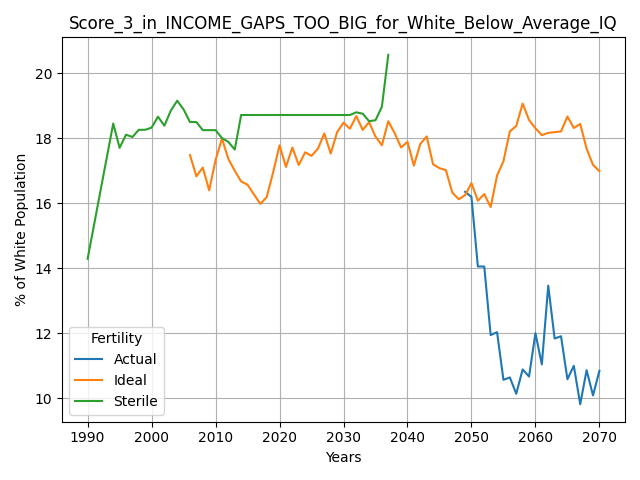 Score_3_in_INCOME_GAPS_TOO_BIG_for_White_Below_Average_IQ
% of White Population
20
18
16
14
12
10
Fertility
Actual
Ideal
Sterile
1990 2000 2010 2020 2030 2040 2050 2060 2070
Years